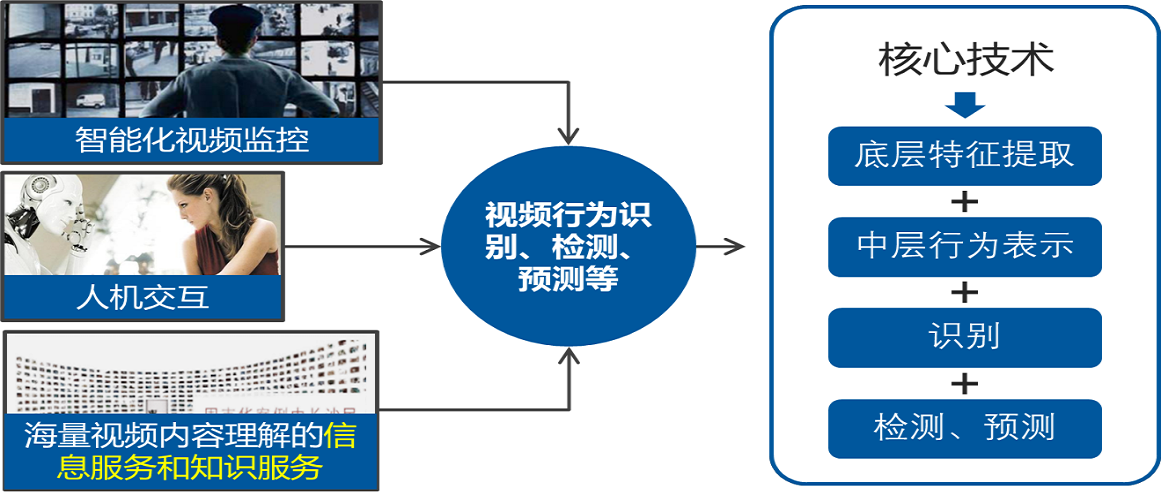 智能化视频监控
人机交互
海量视频内容理解的信
息服务和知识服务
视频行为识
别、检测、
预测等
核心技术
底层特征提取
+
中层行为表示
+
识别
+
检测、预测